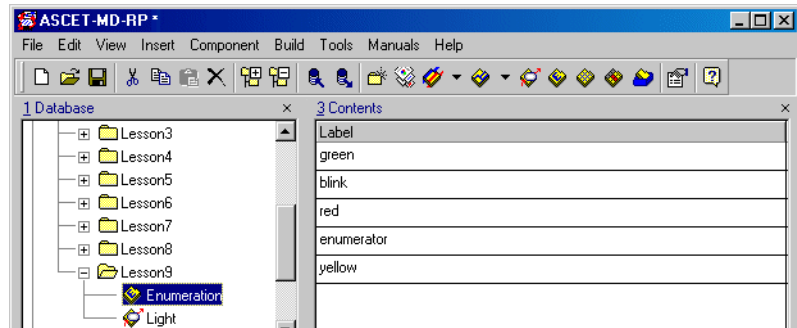 ASCET-MD-RP *
File Edit View Insert Component Build Tools Manuals Help
1 Database
3 Contents
Lesson3
Lesson4
Lesson5
Lesson6
Lesson7
Lesson8
Lesson9
Enumeration
Light
Label
green
blink
red
enumerator
yellow